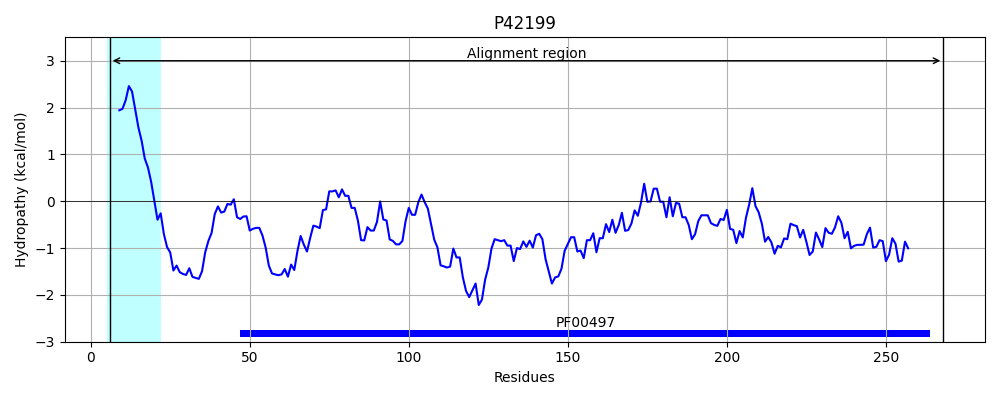 P42199
Alignment region
3
2
1
0
−1
−2
−3
Hydropathy (kcal/mol)
PF00497
0 50 100 150 200 250
Residues